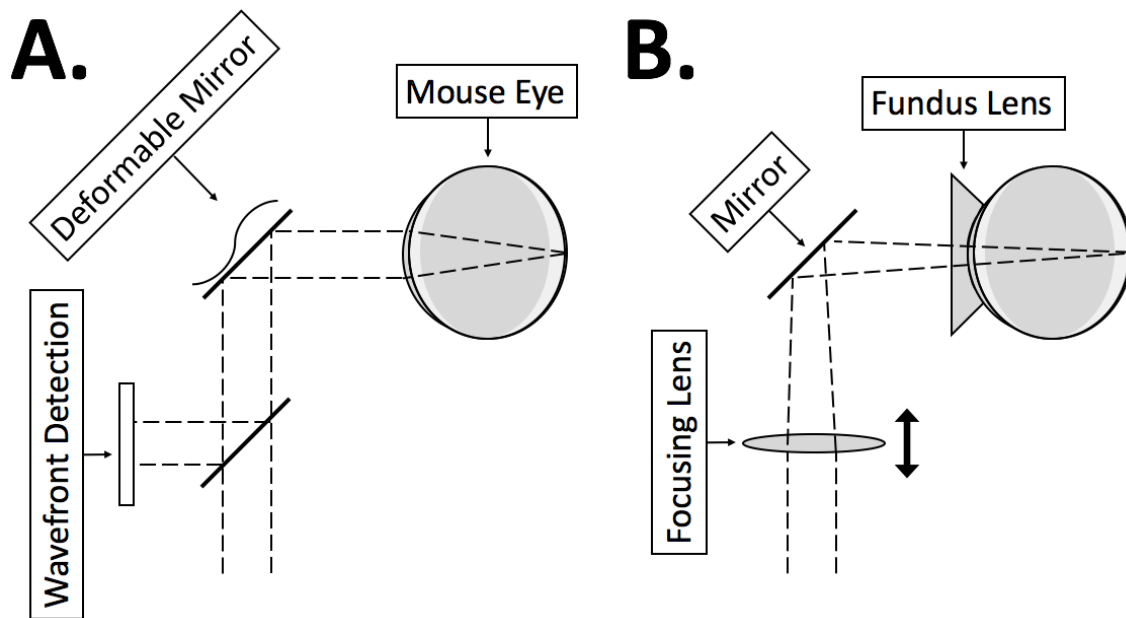 A.
Deformable Mirror
Mouse Eye
Wavefront Detection
B.
Fundus Lens
Mirror
Focusing Lens